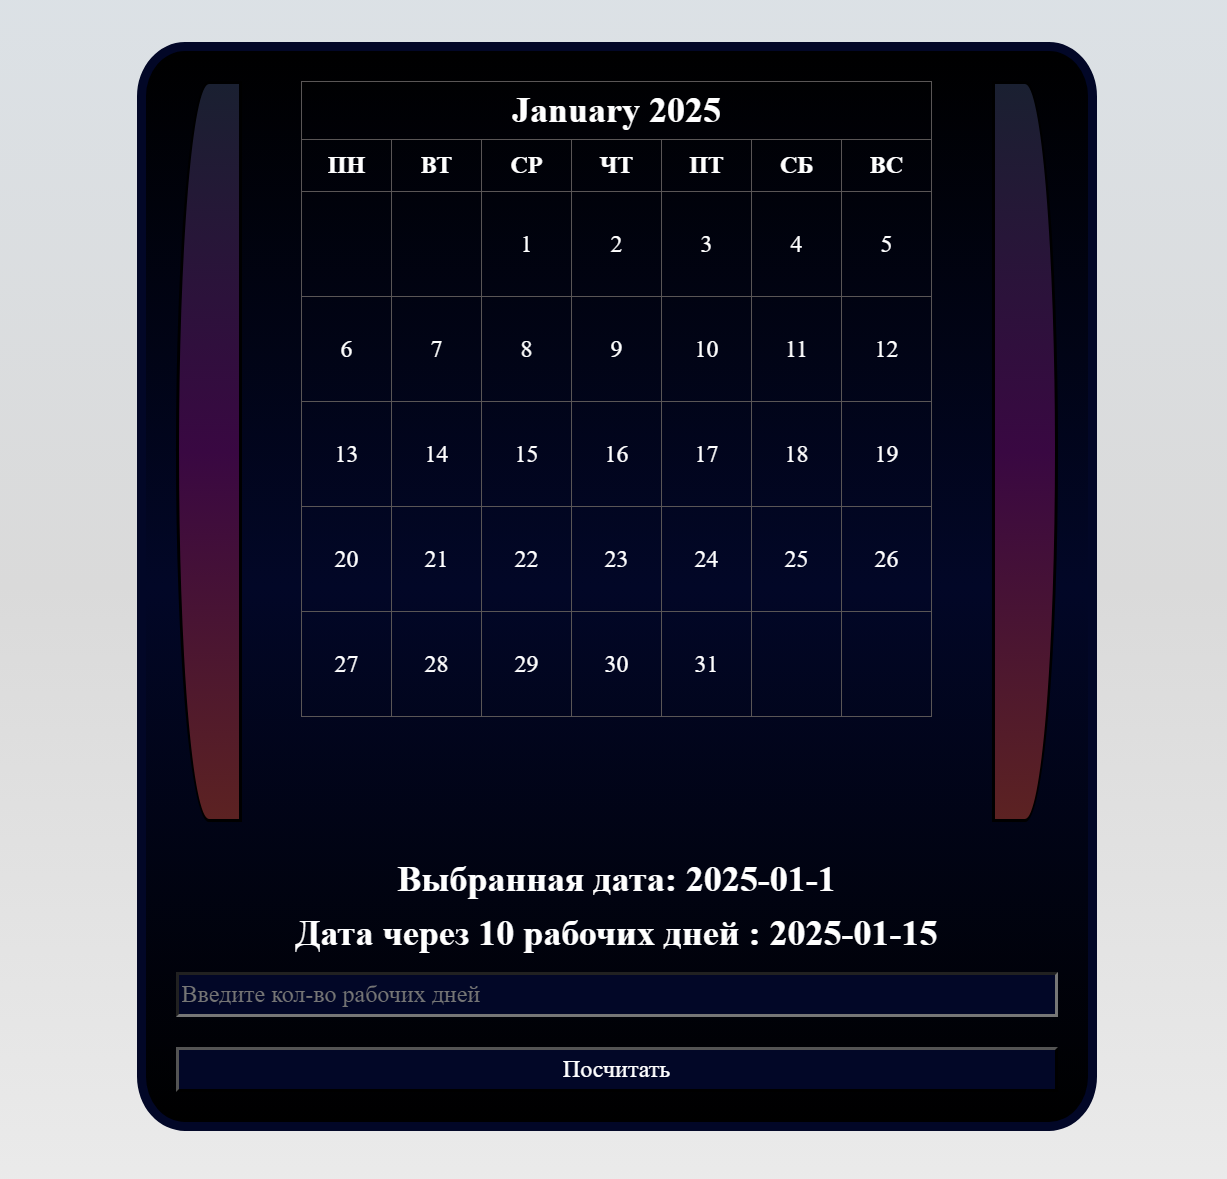 January 2025
ПН ВТ СР ЧТ ПТ СБ ВС
1 2 3 4 5
6 7 8 9 10 11 12
13 14 15 16 17 18 19
20 21 22 23 24 25 26
27 28 29 30 31
Выбранная дата: 2025-01-1
Дата через 10 рабочих дней : 2025-01-15
Введите кол-во рабочих дней
Посчитать